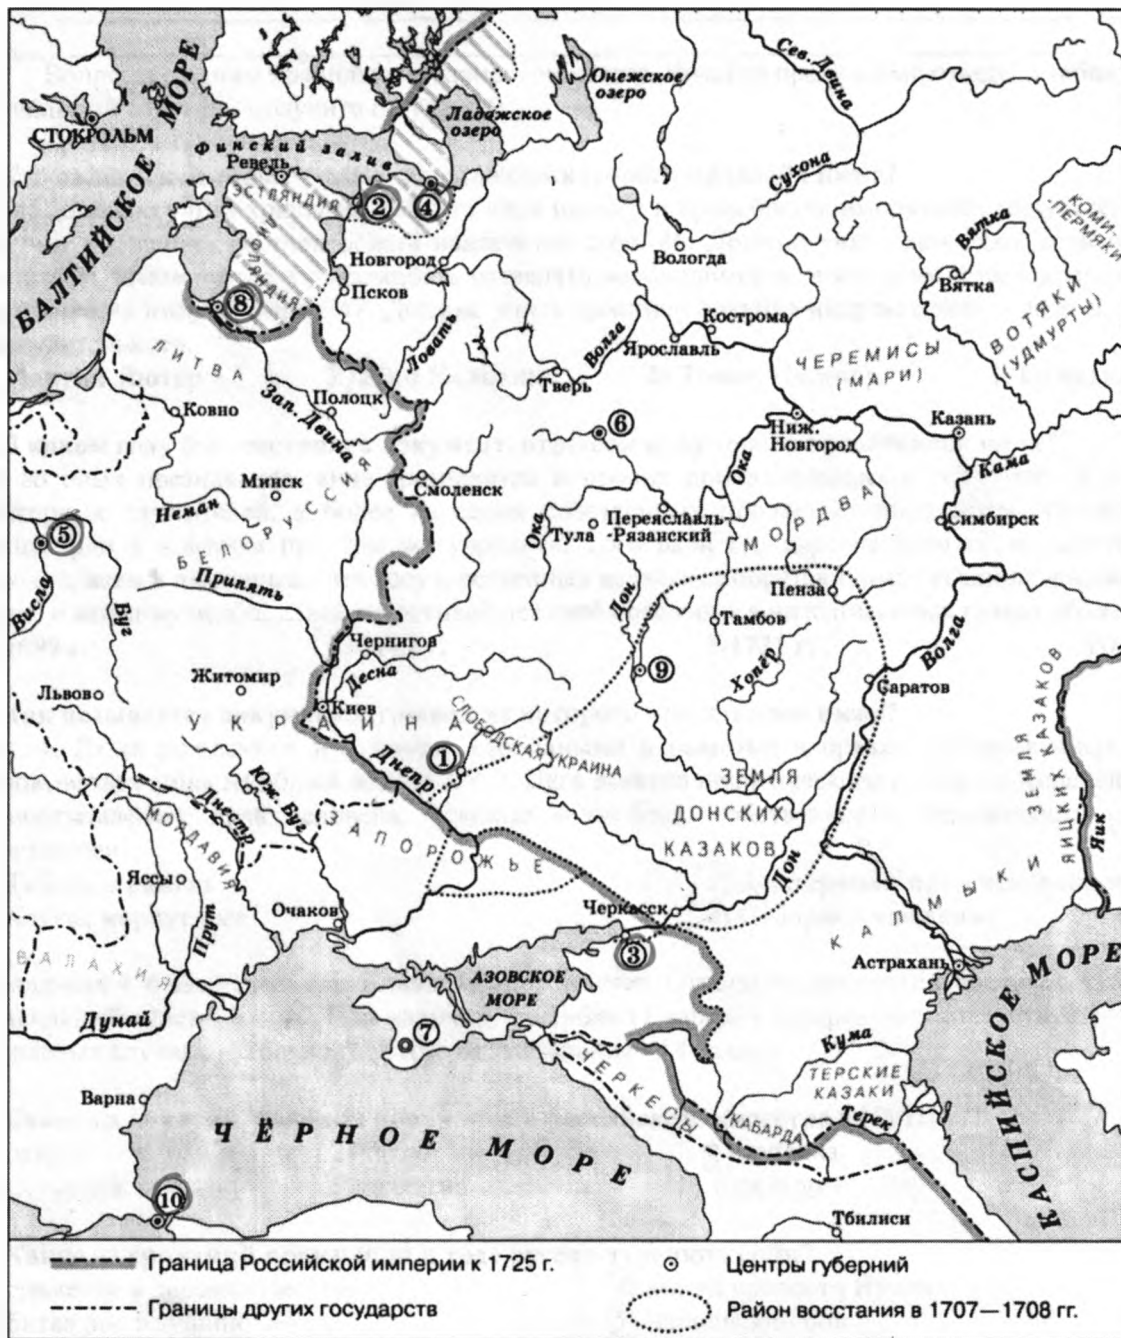 Сев. Двина
Онежское озеро
БАЛТИЙСКОЕ МОРЕ
СТОКРОЛЬМ
Ладажское озеро
Финский залив
Ревель
ЭСТЛЯНДИЯ
2
4
Сухона
КОМИ-ПЕРМЯКИ
ЛИФЛЯНДИЯ
Новгород
Вологда
Вятка
Псков
Вятка
8
Кострома
ВОТЯКИ (УДМУРТЫ)
Ловать
Волга
Ярославль
ЧЕРЕМИСЫ (МАРИ)
ЛИТВА
Тверь
Ковно
Зап. Двина
Полоцк
6
Ниж. Новгород
Казань
Ока
Кама
Минск
Смоленск
Неман
БЕЛОРУССИЯ
Ока
Тула
Переяславль-Рязанский
МОРДВА
Симбирск
5
Висла
Буг
Припять
Пенза
Дон
Тамбов
Чернигов
Хопёр
Волга
9
Десна
Житомир
Львов
Киев
Саратов
УКРАИНА
СЛОБОДСКАЯ УКРАИНА
1
Днепр
ЗЕМЛЯ ДОНСКИХ КАЗАКОВ
ЗЕМЛЯ ЯИЦКИХ КАЗАКОВ
Юж. Буг
Днестр
МОЛДАВИЯ
ЗАПОРОЖЬЕ
Яик
Дон
КАЛМЫКИ
Яссы
Прут
Очаков
Черкасск
3
ВАЛАХИЯ
АЗОВСКОЕ МОРЕ
Астрахань
Дунай
7
Кума
ТЕРСКИЕ КАЗАКИ
ЧЕРКЕСЫ
Варна
КАБАРДА
Терек
ЧЁРНОЕ МОРЕ
КАСПИЙСКОЕ МОРЕ
10
Тбилиси
Граница Российской империи к 1725 г.
Центры губерний
Границы других государств
Район восстания в 1707—1708 гг.